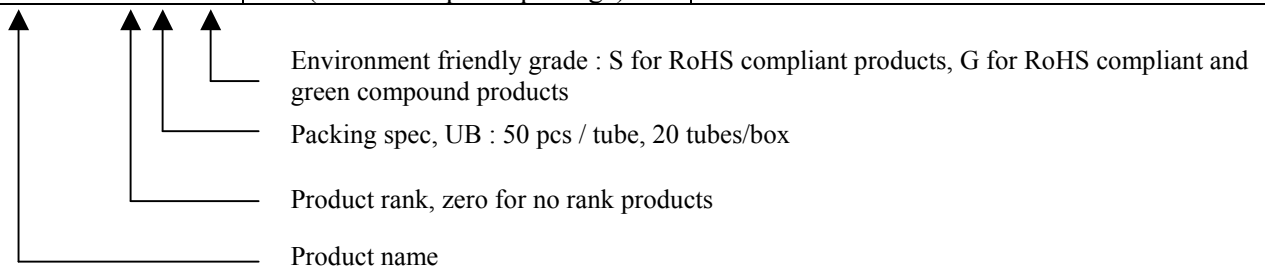 Environment friendly grade : S for RoHS compliant products, G for RoHS compliant and
green compound products
Packing spec, UB : 50 pcs / tube, 20 tubes/box
Product rank, zero for no rank products
Product name